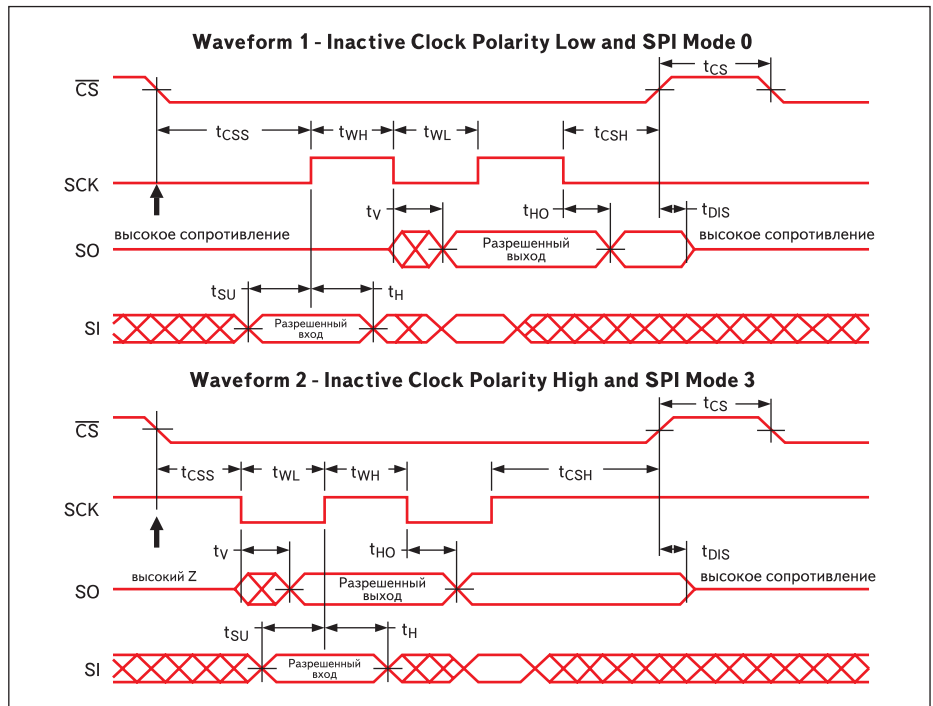 Waveform 1 - Inactive Clock Polarity Low and SPI Mode 0
tCS
CS
tCSS tWH tWL tCSH
SCK
tV tHO tDIS
высокое сопротивление высокое сопротивление
SO
Разрешенный
выход
tSU tH
SI
Разрешенный
вход
Waveform 2 - Inactive Clock Polarity High and SPI Mode 3
tCS
CS
tCSS tWL tWH tCSH
SCK
tV tHO tDIS
высокий Z высокое сопротивление
SO
Разрешенный
выход
tSU tH
SI
Разрешенный
вход